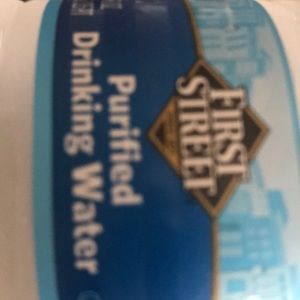 FIRST
STREET
Purified
Drinking Water